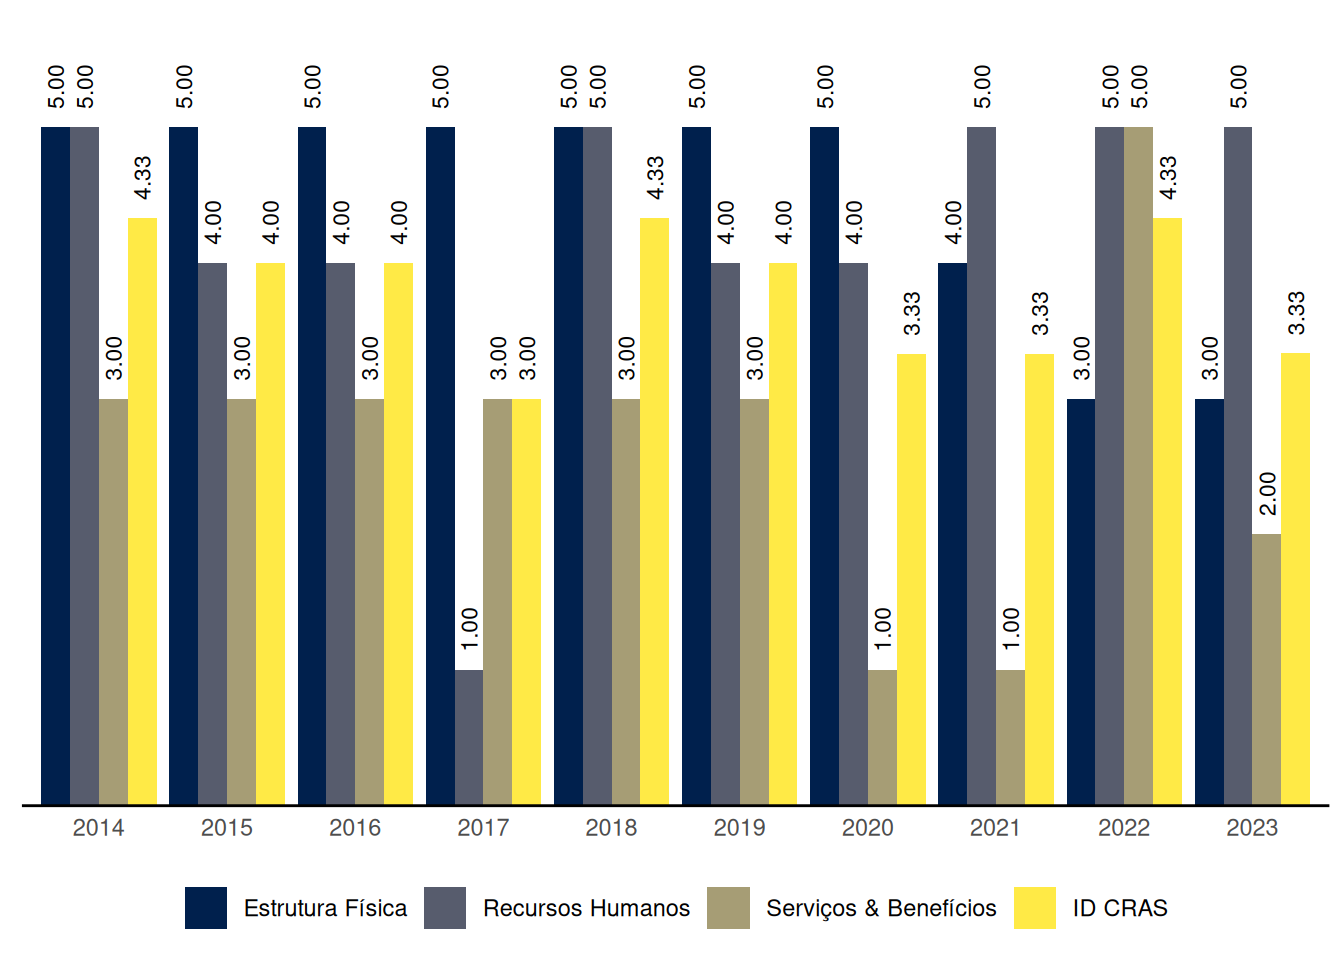 5.00 5.00 3.00 4.33
5.00 4.00 3.00 4.00
5.00 4.00 3.00 4.00
5.00 1.00 3.00 3.00
5.00 5.00 3.00 4.33
5.00 4.00 3.00 4.00
5.00 4.00 1.00 3.33
4.00 5.00 1.00 3.33
3.00 5.00 5.00 4.33
3.00 5.00 2.00 3.33
2014 2015 2016 2017 2018 2019 2020 2021 2022 2023
Estrutura Física Recursos Humanos Serviços & Benefícios ID CRAS